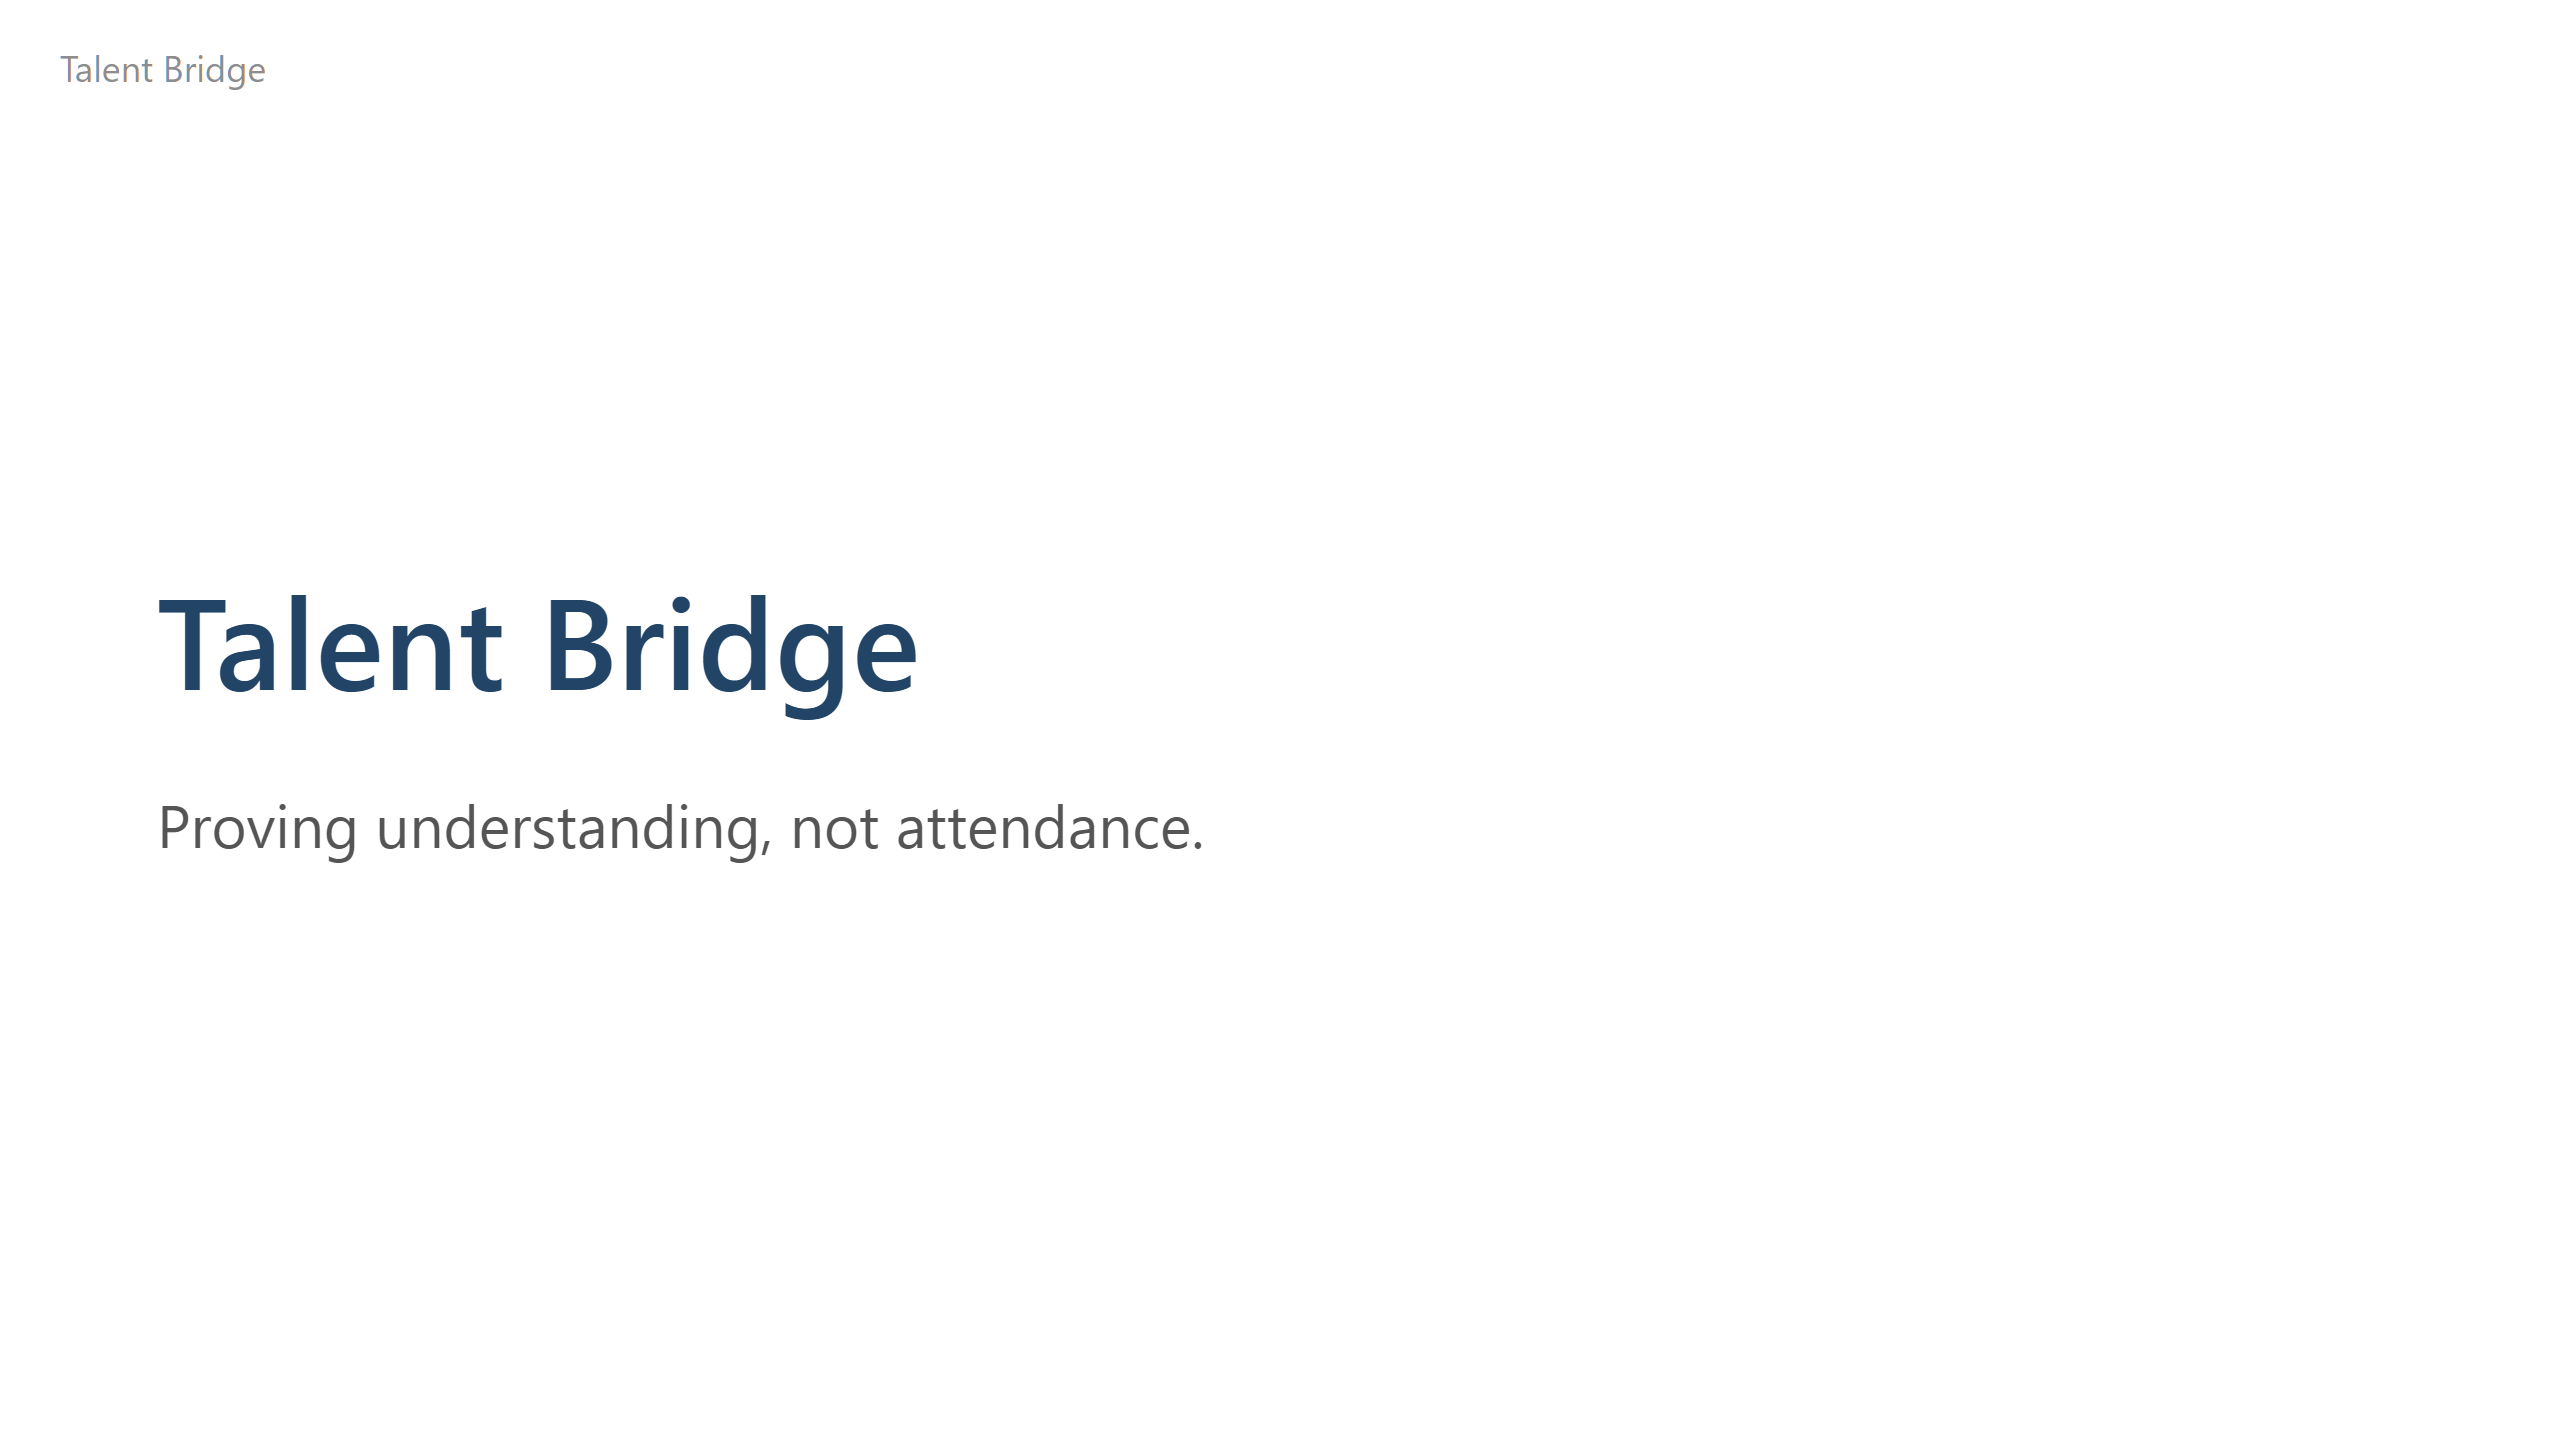 Talent Bridge
Talent Bridge
Proving understanding, not attendance.